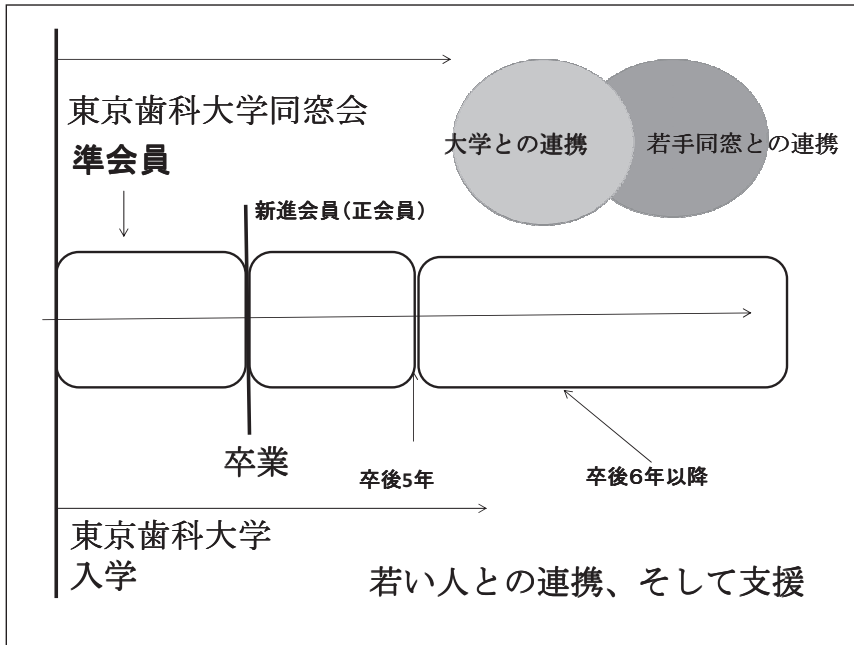 東京歯科大学同窓会
準会員
大学との連携
若手同窓との連携
新進会員(正会員)
卒業
卒後5年
卒後6年以降
東京歯科大学
入学
若い人との連携、そして支援